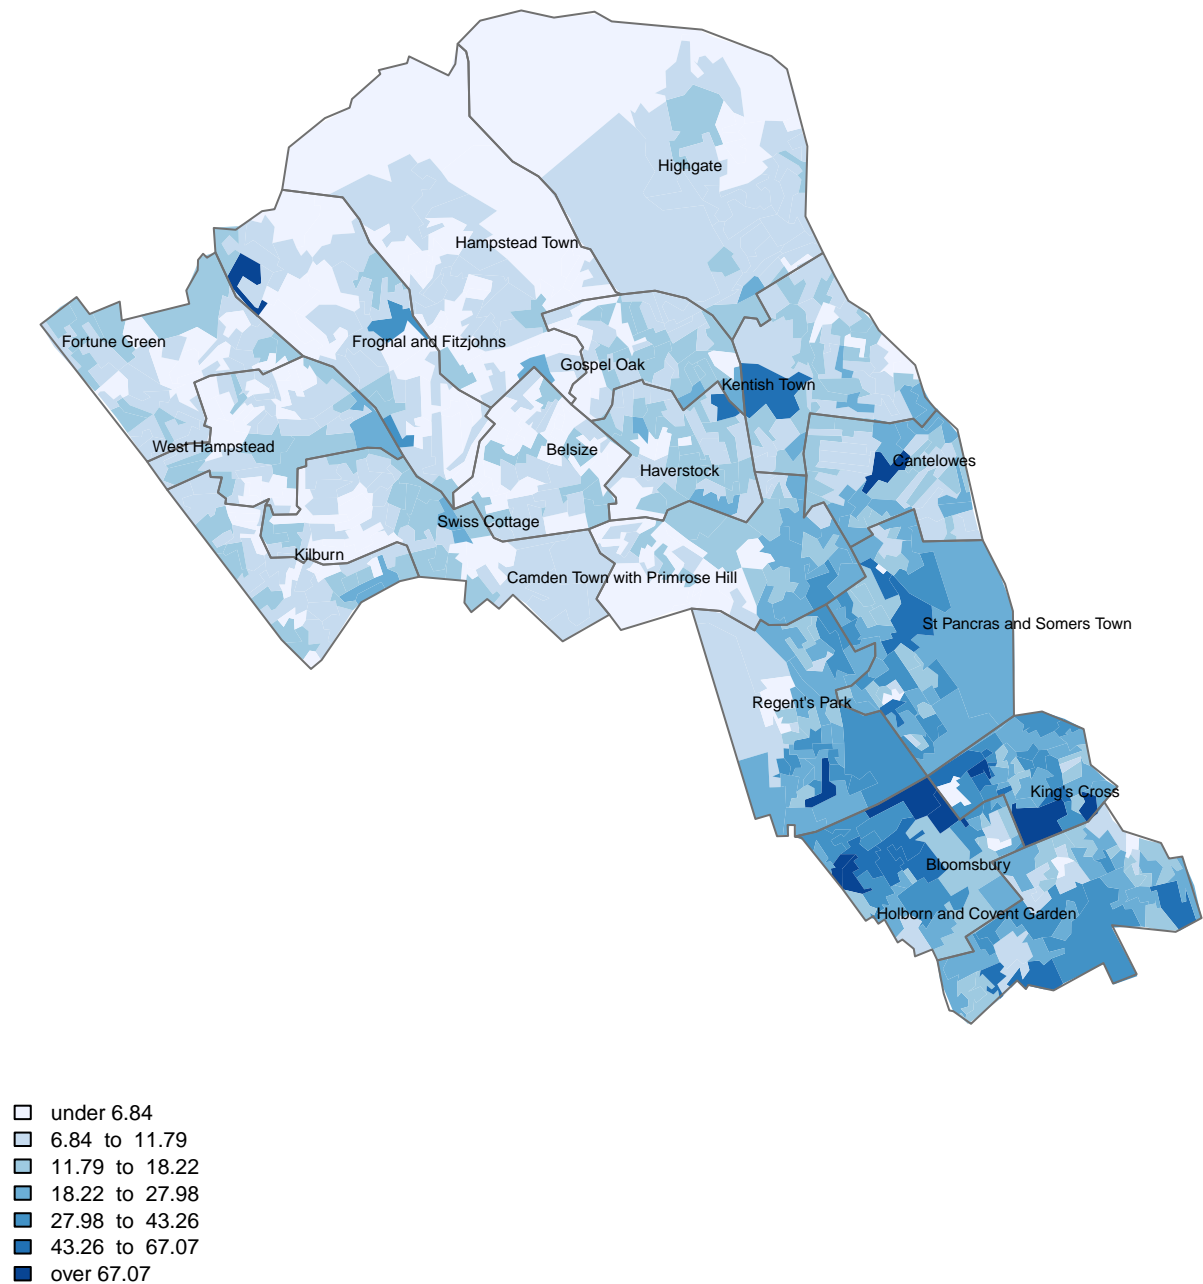 Highgate
Hampstead Town
Fortune Green
Frognal and Fitzjohns
Gospel Oak
Kentish Town
West Hampstead
Belsize
Cantelowes
Haverstock
Swiss Cottage
Kilburn
Camden Town with Primrose Hill
St Pancras and Somers Town
Regent's Park
King's Cross
Bloomsbury
Holborn and Covent Garden
under 6.84
6.84 to 11.79
11.79 to 18.22
18.22 to 27.98
27.98 to 43.26
43.26 to 67.07
over 67.07